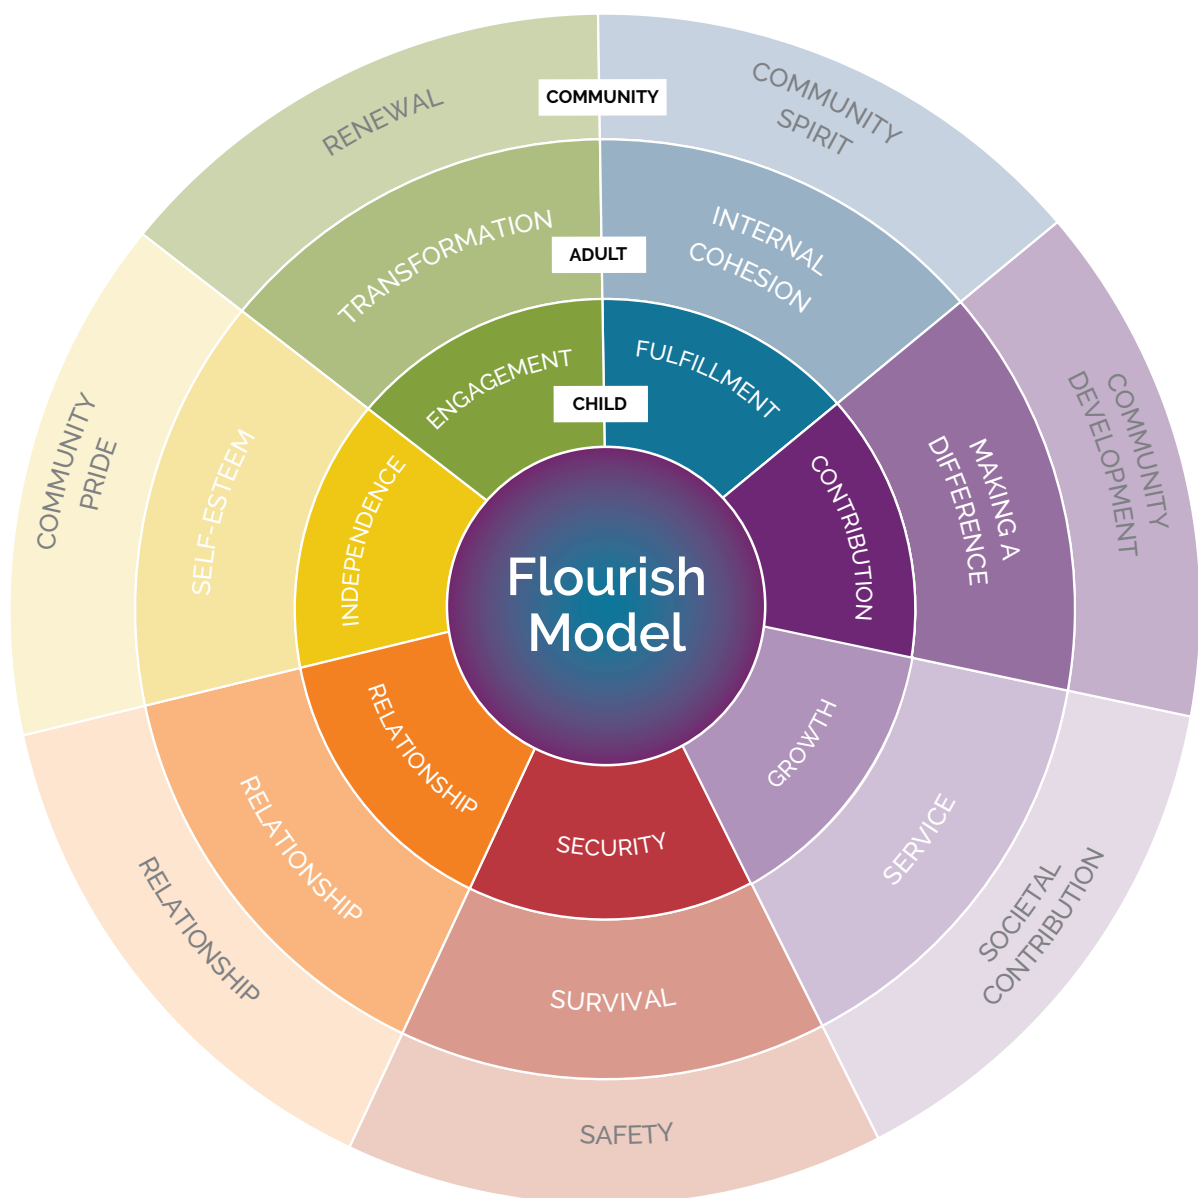 COMMUNITY
ADULT
CHILD
Flourish
Model
RENEWAL
COMMUNITY
SPIRIT
COMMUNITY
DEVELOPMENT
SOCIETAL
CONTRIBUTION
SAFETY
RELATIONSHIP
COMMUNITY
PRIDE
TRANSFORMATION
INTERNAL
COHESION
MAKING A
DIFFERENCE
SERVICE
SURVIVAL
RELATIONSHIP
SELF-ESTEEM
ENGAGEMENT
FULFILLMENT
CONTRIBUTION
GROWTH
SECURITY
RELATIONSHIP
INDEPENDENCE